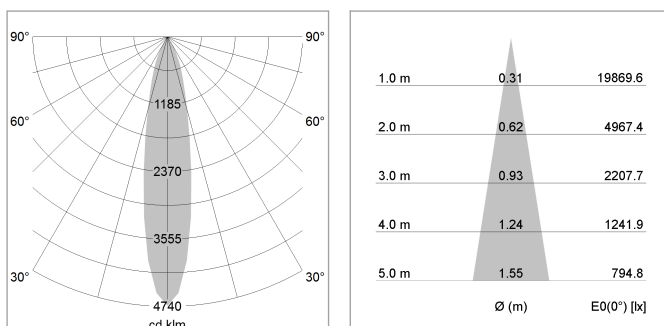 90° 90°
1185
60° 60°
2370
3555
30° 30°
4740
cd klm
1.0 m 0.31 19869.6
2.0 m 0.62 4967.4
3.0 m 0.93 2207.7
4.0 m 1.24 1241.9
5.0 m 1.55 794.8
Ø (m) E0(0°) [lx]